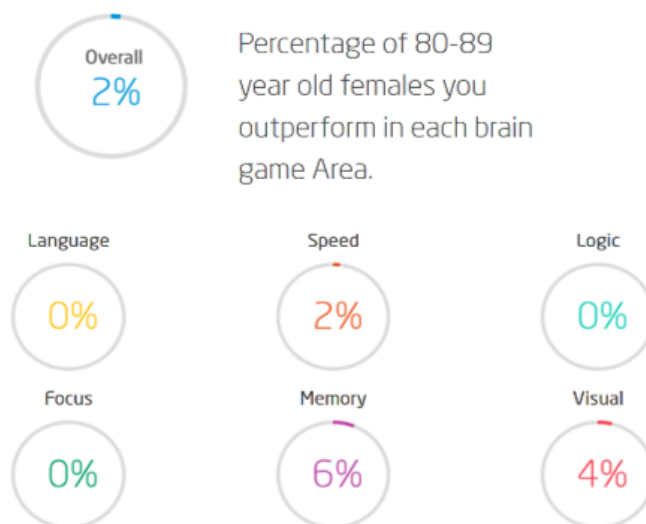 Overall
2%
Percentage of 80-89
year old females you
outperform in each brain
game Area.
Language
Speed
Logic
0%
2%
0%
Focus
Memory
Visual
0%
6%
4%